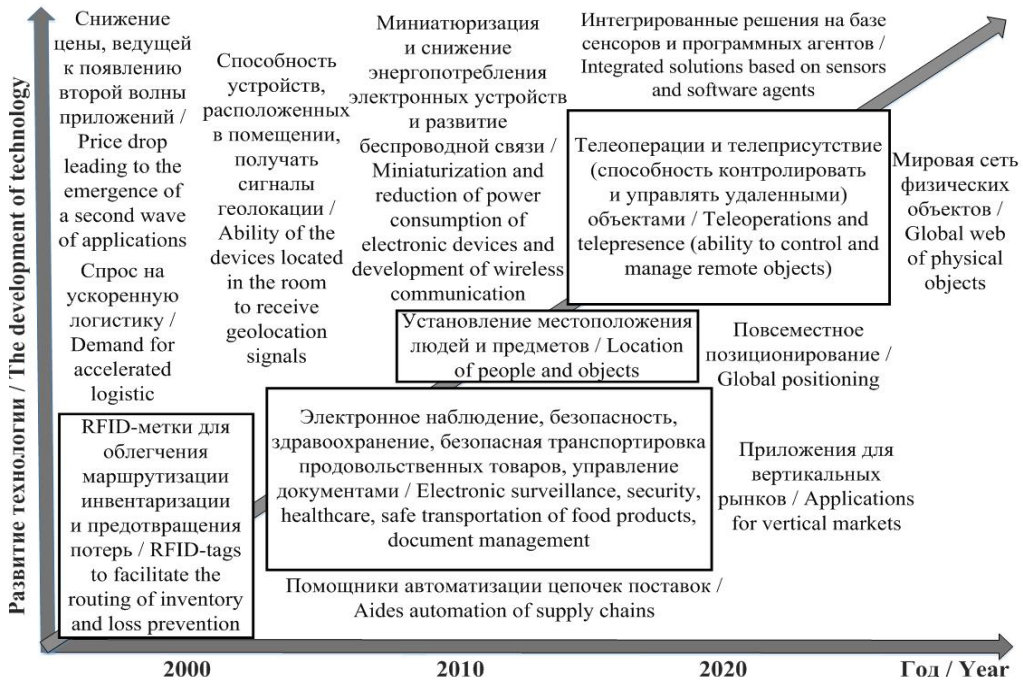 Развитие технологии / The development of technology
Снижение
цены, ведущей
к появлению
второй волны
приложений /
Price drop
leading to the
emergence of
a second wave
of applications
Спрос на
ускоренную
логистику /
Demand for
accelerated
logistic
RFID-метки для
облегчения
маршрутизации
инвентаризации
и предотвращения
потерь / RFID-tags
to facilitate the
routing of inventory
and loss prevention
Способность
устройств,
расположенных
в помещении,
получать
сигналы
геолокации /
Ability of the
devices located
in the room
to receive
geolocation
signals
Миниатюризация
и снижение
энергопотребления
электронных устройств
и развитие
беспроводной связи /
Miniaturization and
reduction of power
consumption of
electronic devices and
development of wireless
communication
Интегрированные решения на базе
сенсоров и программных агентов /
Integrated solutions based on sensors
and software agents
Телеоперации и телеприсутствие
(способность контролировать
и управлять удаленными)
объектами / Teleoperations and
telepresence (ability to control and
manage remote objects)
Мировая сеть
физических
объектов /
Global web
of physical
objects
Установление местоположения
людей и предметов / Location
of people and objects
Повсеместное
позиционирование /
Global positioning
Электронное наблюдение, безопасность,
здравоохранение, безопасная транспортировка
продовольственных товаров, управление
документами / Electronic surveillance, security,
healthcare, safe transportation of food products,
document management
Приложения для
вертикальных
рынков / Applications
for vertical markets
Помощники автоматизации цепочек поставок /
Aides automation of supply chains
2000
2010
2020
Год / Year